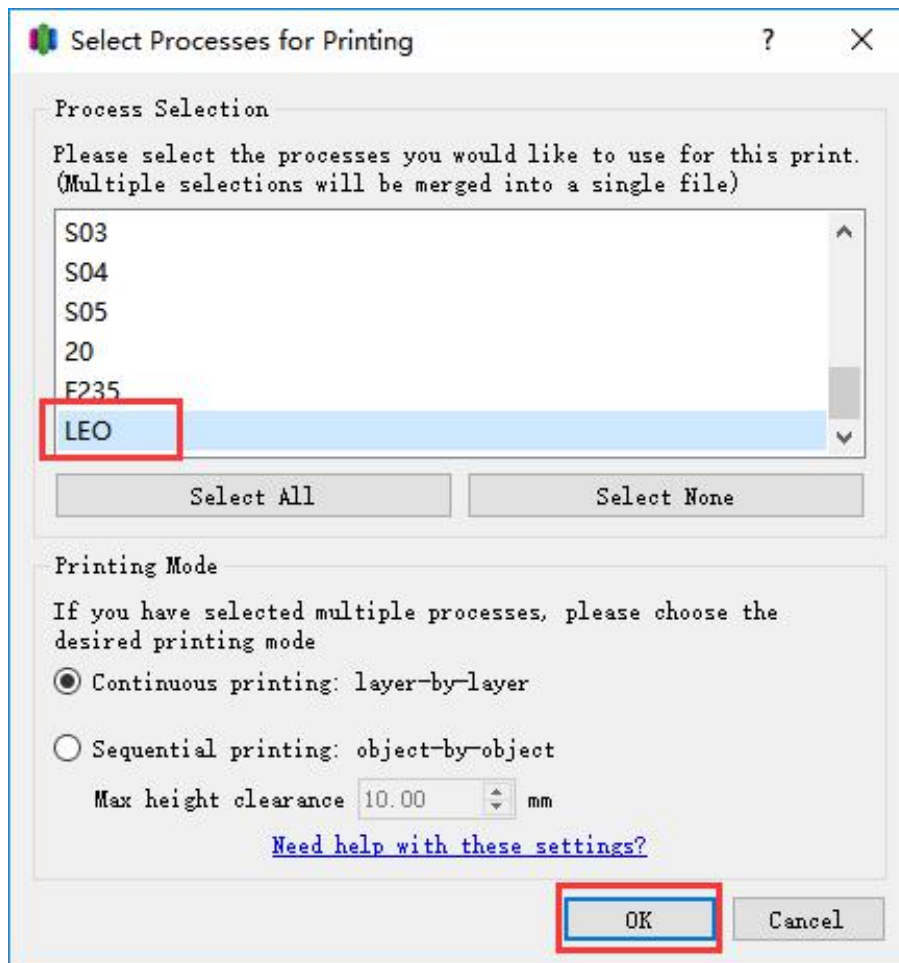 Select Processes for Printing
Process Selection
Please select the processes you would like to use for this print.
(Multiple selections will be merged into a single file)
S03
S04
S05
20
F235
LEO
Select All
Select None
Printing Mode
If you have selected multiple processes, please choose the
desired printing mode
Continuous printing: layer-by-layer
Sequential printing: object-by-object
Max height clearance 10.00 mm
Need help with these settings?
OK
Cancel